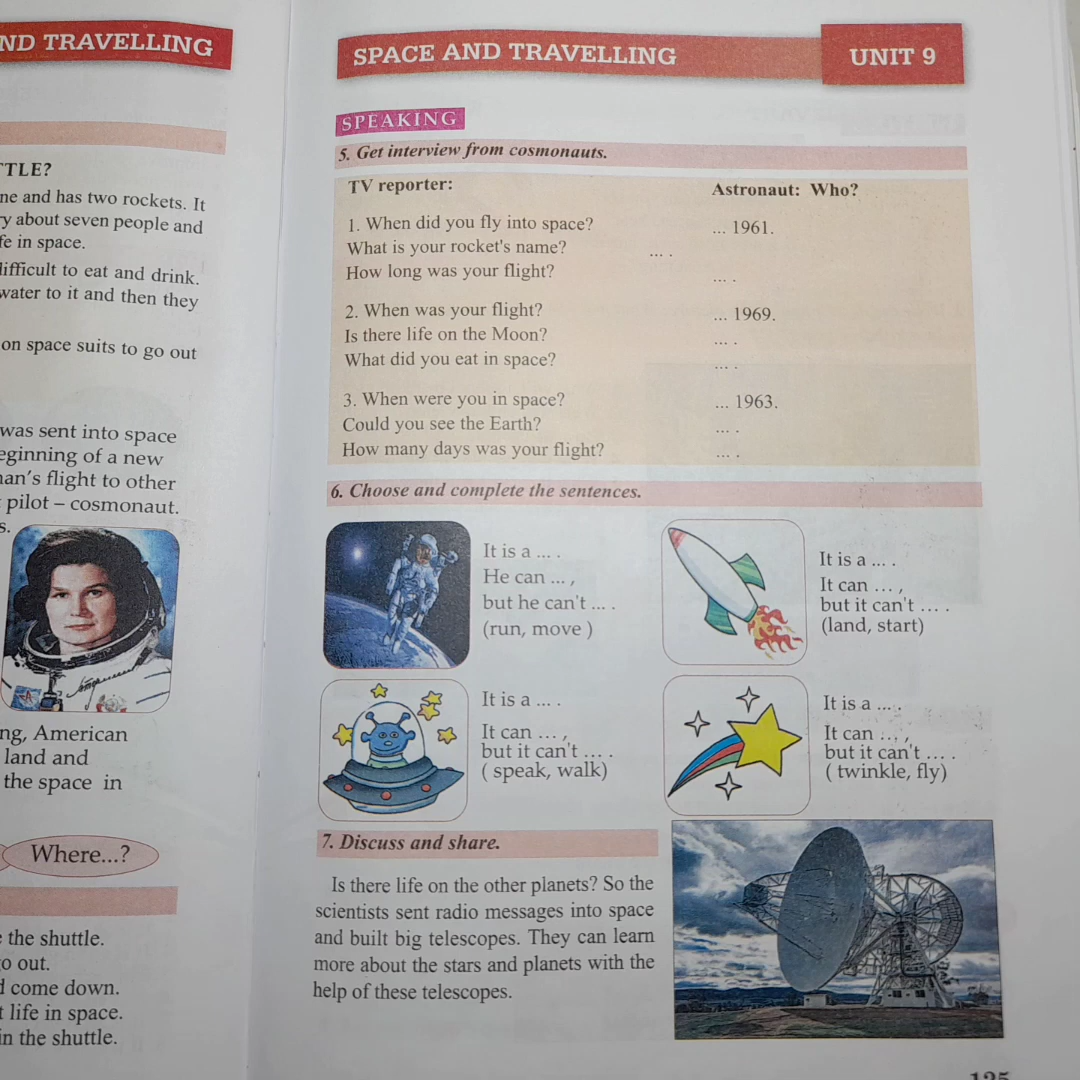 ND TRAVELLING
TTLE?
ne and has two rockets. It
ry about seven people and
fe in space.
difficult to eat and drink.
water to it and then they
on space suits to go out
was sent into space
eginning of a new
man's flight to other
pilot – cosmonaut.
s.
ng, American
land and
the space in
Where...?
the shuttle.
go out.
d come down.
t life in space.
in the shuttle.
SPACE AND TRAVELLING
UNIT 9
SPEAKING
5. Get interview from cosmonauts.
TV reporter: Astronaut: Who?
1. When did you fly into space? ... 1961.
What is your rocket's name? ... .
How long was your flight? ... .
2. When was your flight? ... 1969.
Is there life on the Moon? ... .
What did you eat in space? ... .
3. When were you in space? ... 1963.
Could you see the Earth? ... .
How many days was your flight? ... .
6. Choose and complete the sentences.
It is a ... .
He can ... ,
but he can't ... .
(run, move )
It is a ... .
It can ... ,
but it can't ... .
(land, start)
It is a ... .
It can ... ,
but it can't ... .
( speak, walk)
It is a ... .
It can ... ,
but it can't ... .
( twinkle, fly)
7. Discuss and share.
Is there life on the other planets? So the
scientists sent radio messages into space
and built big telescopes. They can learn
more about the stars and planets with the
help of these telescopes.